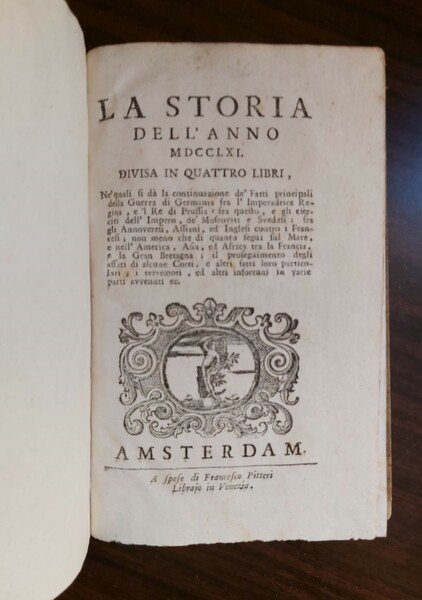 LA STORIA
DELL'ANNO
MDCCLXI.
DIVISA IN QUATTRO LIBRI,
Ne'quali si dà la continuazione de' Fatti principali
della Guerra di Germania fra l' Imperadrice Re-
gina, e 'l Re di Prussia: fra questo, e gli eser-
citi dell' Impero, de' Moscoviti e Svedesi: fra
gli Annoveresi, Assiani, ed Inglesi contro i Fran-
cesi; non meno che di quanto seguì sul Mare,
e nell' America, Asia, ed Africa tra la Francia,
e la Gran Bretagna; il proseguimento degli
affari di alcune Corti, e altri fatti loro partico-
lari; i terremoti, ed altri infortunj in varie
parti avvenuti ec.
AMSTERDAM.
A spese di Francesco Pitteri
Librajo in Venezia.